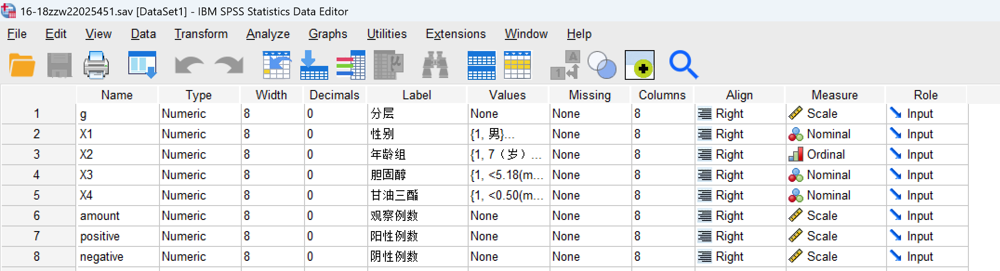 16-18zzw22025451.sav [DataSet1] - IBM SPSS Statistics Data Editor
File Edit View Data Transform Analyze Graphs Utilities Extensions Window Help
Name Type Width Decimals Label Values Missing Columns Align Measure Role
1 g Numeric 8 0 分层 None None 8 Right Scale Input
2 X1 Numeric 8 0 性别 {1, 男}... None 8 Right Nominal Input
3 X2 Numeric 8 0 年龄组 {1, 7（岁）... None 8 Right Ordinal Input
4 X3 Numeric 8 0 胆固醇 {1, <5.18(m... None 8 Right Nominal Input
5 X4 Numeric 8 0 甘油三酯 {1, <0.50(m... None 8 Right Nominal Input
6 amount Numeric 8 0 观察例数 None None 8 Right Scale Input
7 positive Numeric 8 0 阳性例数 None None 8 Right Scale Input
8 negative Numeric 8 0 阴性例数 None None 8 Right Scale Input